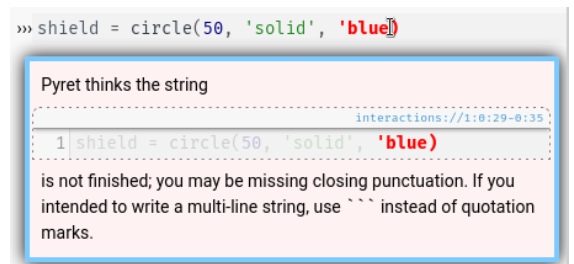 ››› shield = circle(50, 'solid', 'blue)
Pyret thinks the string
interactions://1:0:29-0:35
1 shield = circle(50, 'solid', 'blue)
is not finished; you may be missing closing punctuation. If you
intended to write a multi-line string, use ``` instead of quotation
marks.